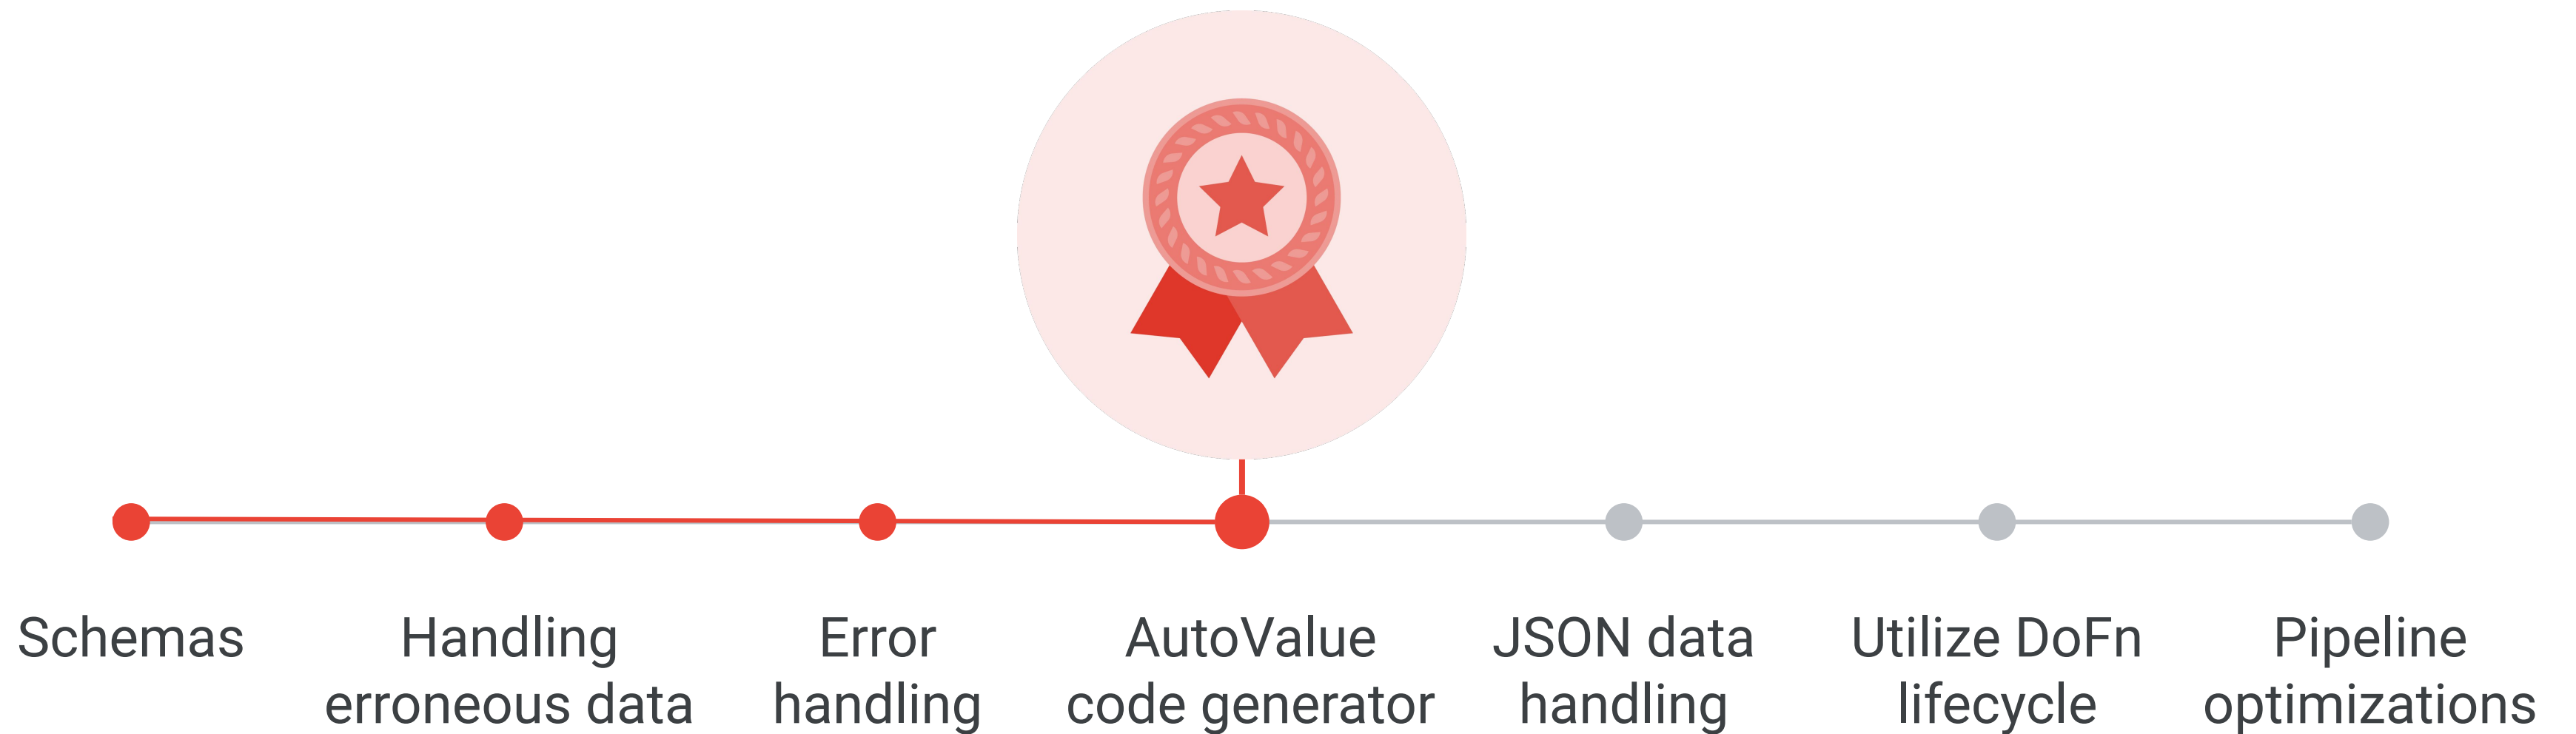 Schemas
Handling
erroneous data
Error
handling
AutoValue
code generator
JSON data
handling
Utilize DoFn
lifecycle
Pipeline
optimizations